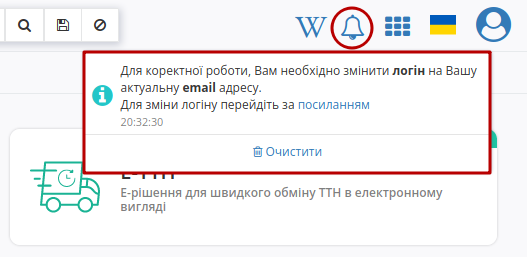 W
Для коректної роботи, Вам необхідно змінити логін на Вашу
актуальну email адресу.
Для зміни логіну перейдіть за посиланням
20:32:30
Очистити
Е-ТТН
Е-рішення для швидкого обміну ТТН в електронному
вигляді